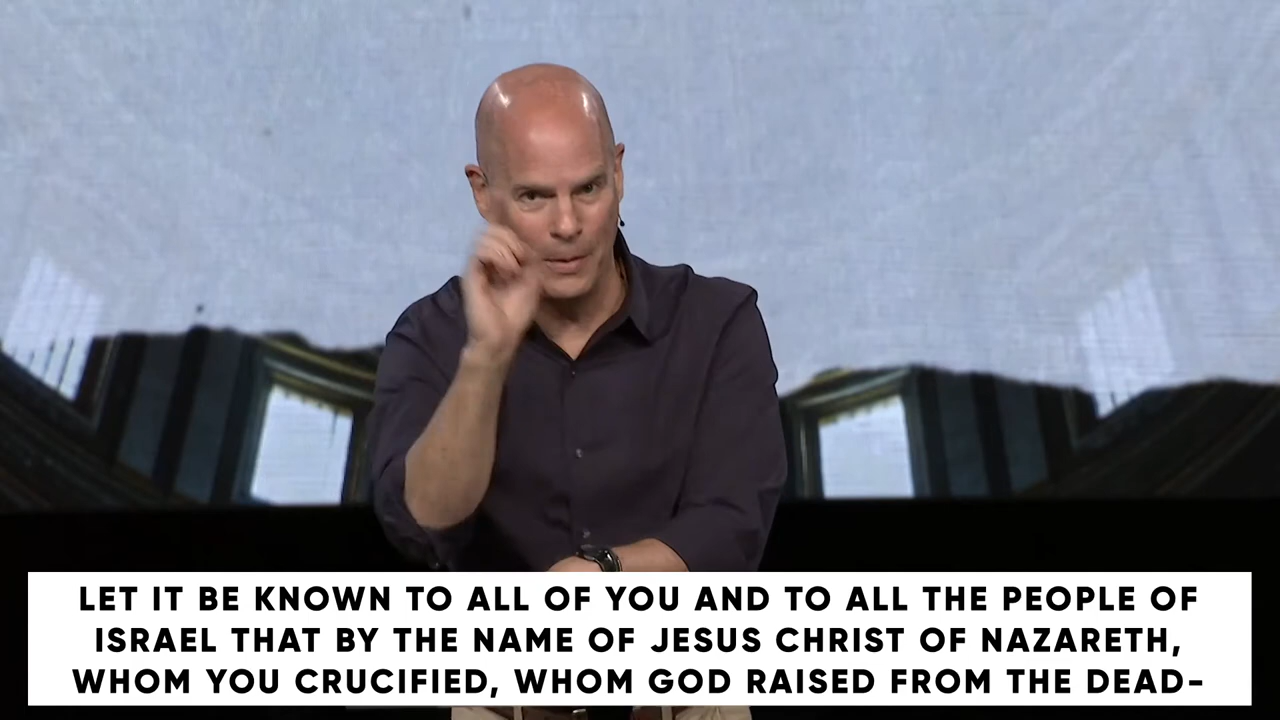 LET IT BE KNOWN TO ALL OF YOU AND TO ALL THE PEOPLE OF
ISRAEL THAT BY THE NAME OF JESUS CHRIST OF NAZARETH,
WHOM YOU CRUCIFIED, WHOM GOD RAISED FROM THE DEAD-